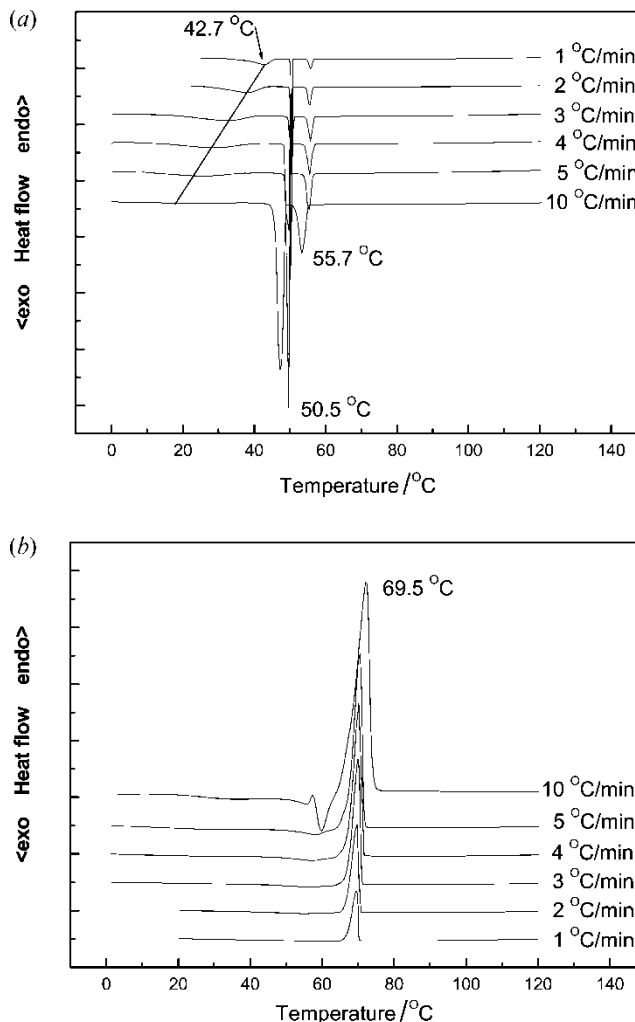 (a)
42.7 °C
1 °C/min
2 °C/min
3 °C/min
4 °C/min
5 °C/min
10 °C/min
55.7 °C
50.5 °C
<exo Heat flow endo>
0 20 40 60 80 100 120 140
Temperature /°C
(b)
69.5 °C
10 °C/min
5 °C/min
4 °C/min
3 °C/min
2 °C/min
1 °C/min
<exo Heat flow endo>
0 20 40 60 80 100 120 140
Temperature /°C